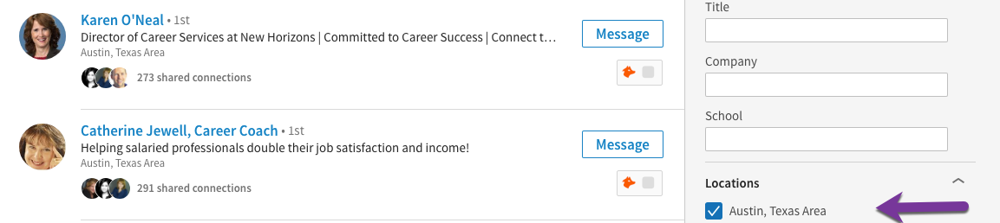 Karen O'Neal • 1st
Director of Career Services at New Horizons | Committed to Career Success | Connect t…
Austin, Texas Area
273 shared connections
Message
Catherine Jewell, Career Coach • 1st
Helping salaried professionals double their job satisfaction and income!
Austin, Texas Area
291 shared connections
Message
Title
Company
School
Locations
Austin, Texas Area